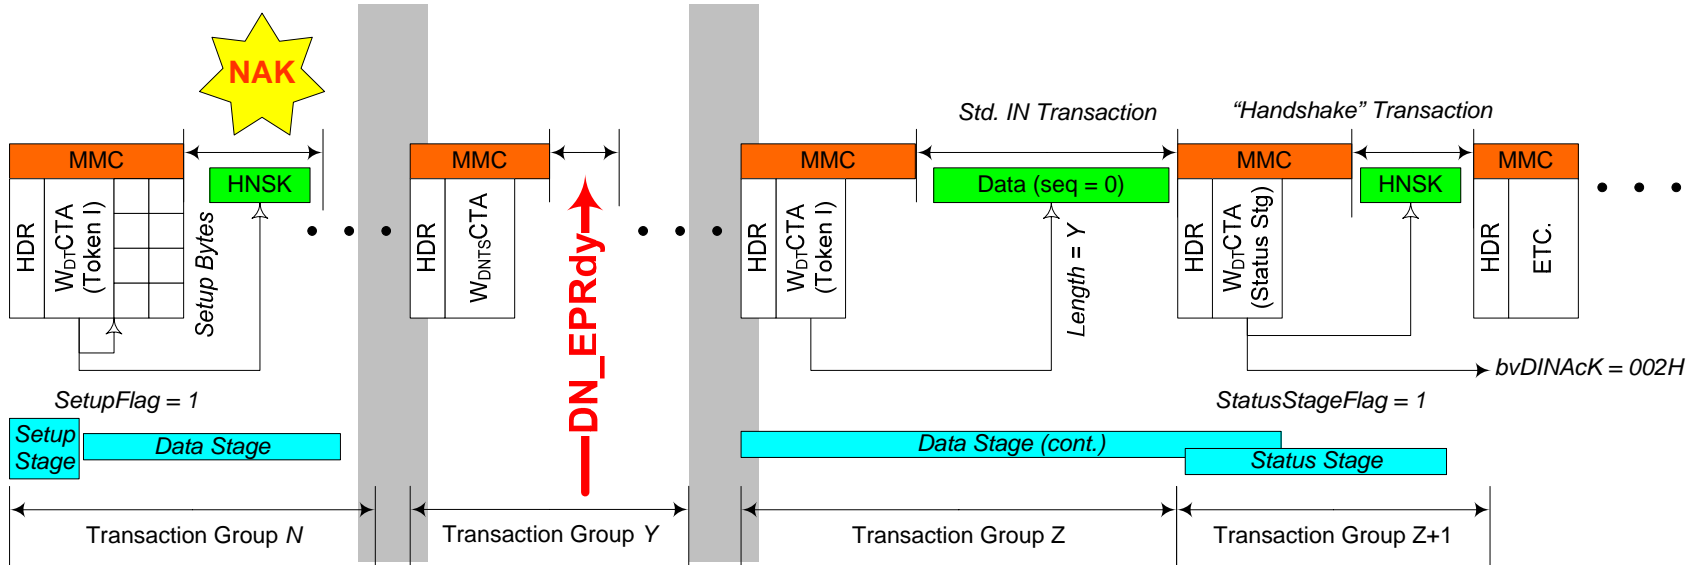 NAK
Std. IN Transaction
“Handshake” Transaction
MMC
MMC
MMC
MMC
MMC
HNSK
Data (seq = 0)
HNSK
HDR
WDTCTA
(Token I)
Setup Bytes
HDR
WDNTSCTA
DN_EPRdy
HDR
WDTCTA
(Token I)
Length = Y
HDR
WDTCTA
(Status Stg)
HDR
ETC.
bvDINAcK = 002H
SetupFlag = 1
StatusStageFlag = 1
Setup
Stage
Data Stage
Data Stage (cont.)
Status Stage
Transaction Group N
Transaction Group Y
Transaction Group Z
Transaction Group Z+1